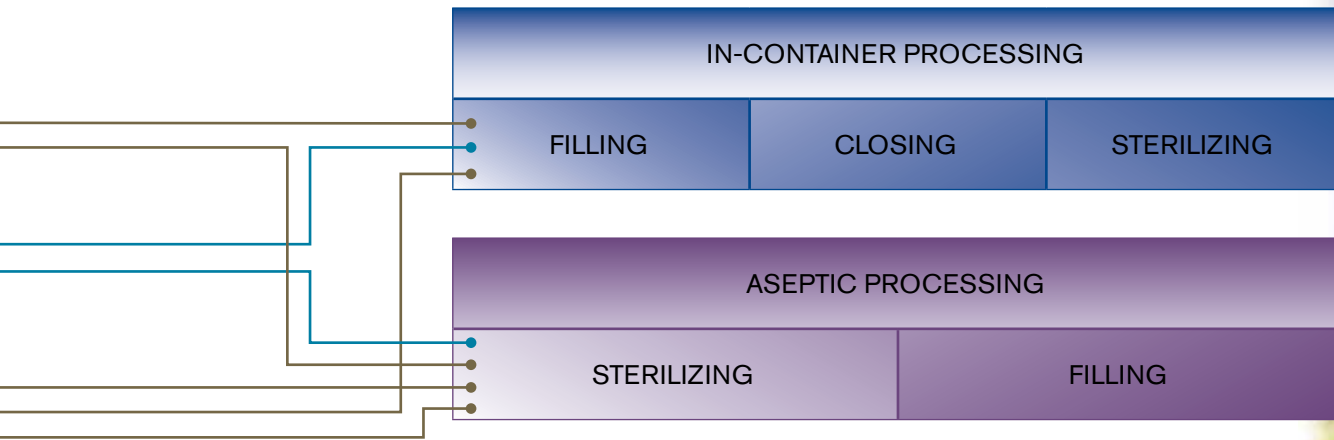 IN-CONTAINER PROCESSING
FILLING CLOSING STERILIZING
ASEPTIC PROCESSING
STERILIZING FILLING